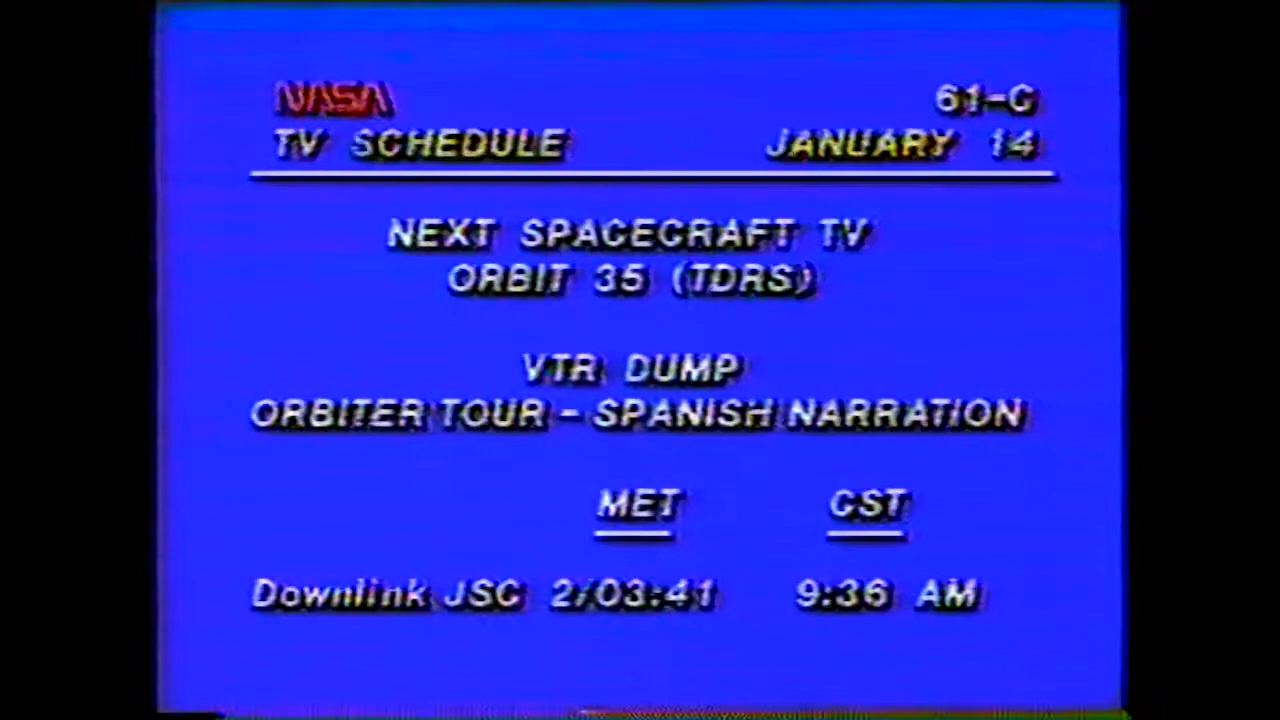 NASA 61-C
TV SCHEDULE JANUARY 14
NEXT SPACECRAFT TV
ORBIT 35 (TDRS)
VTR DUMP
ORBITER TOUR - SPANISH NARRATION
MET CST
Downlink JSC 2/03:41 9:36 AM